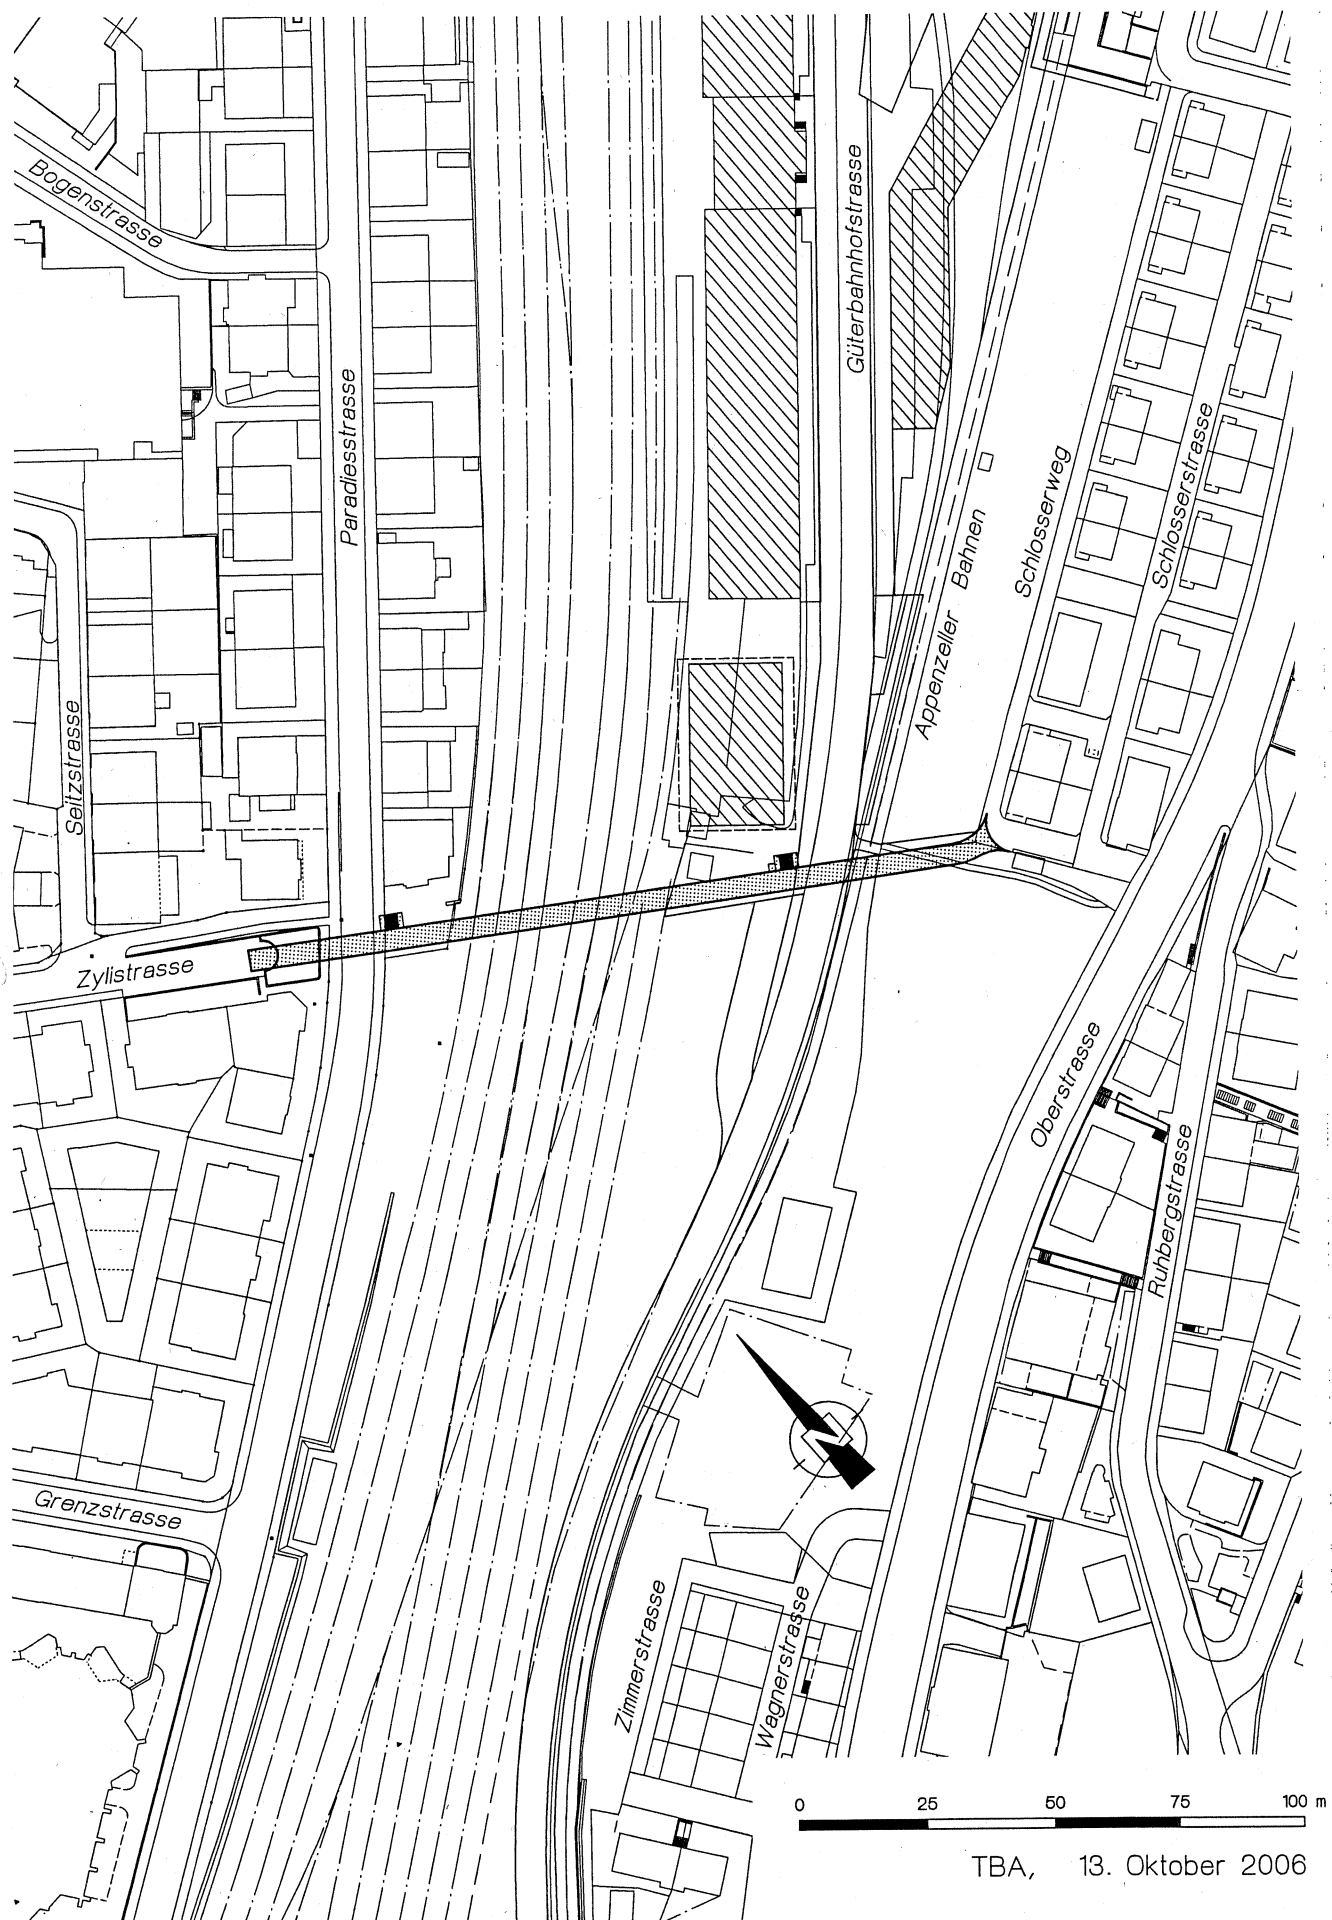 Bogenstrasse
Güterbahnhofstrasse
Paradiesstrasse
Schlosserstrasse
Schlosserweg
Appenzeller Bahnen
Seitzstrasse
Zylistrasse
Oberstrasse
Ruhbergstrasse
Grenzstrasse
Zimmerstrasse
Wagnerstrasse
N
0 25 50 75 100 m
TBA, 13. Oktober 2006